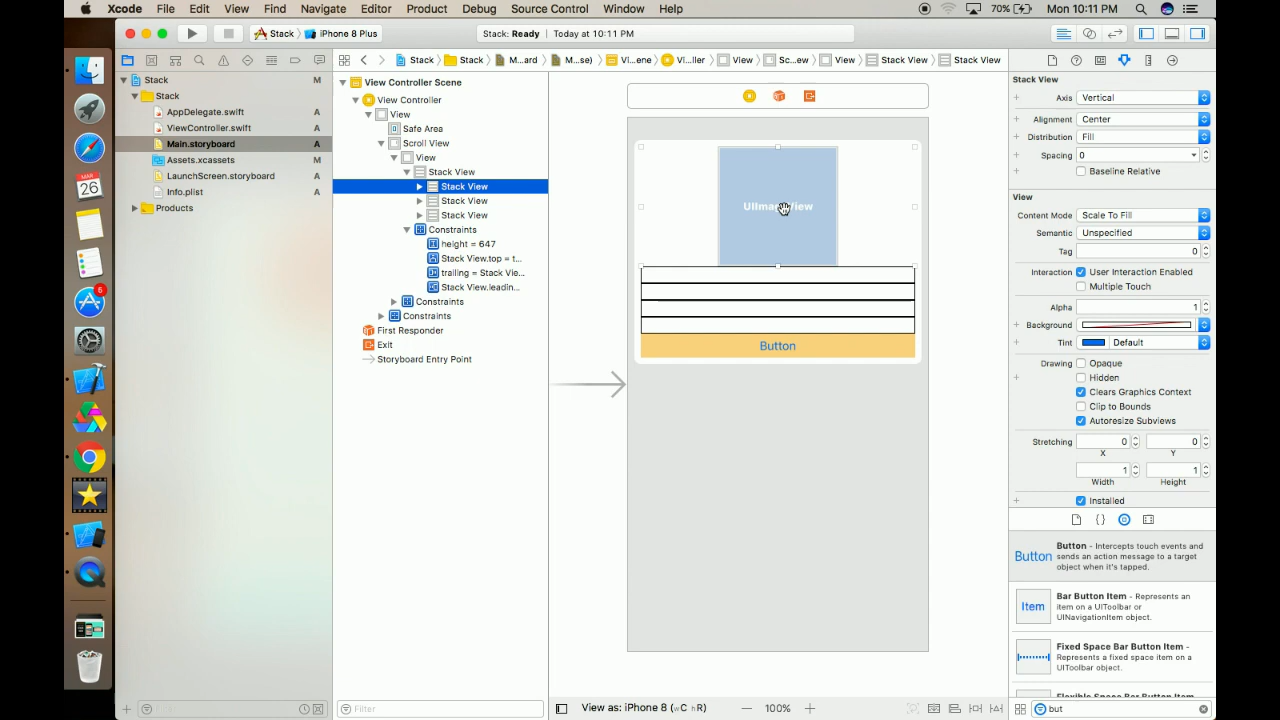 Xcode File Edit View Find Navigate Editor Product Debug Source Control Window Help 70% Mon 10:11 PM
Stack iPhone 8 Plus Stack: Ready Today at 10:11 PM
Stack Stack M...ard M...se) Vi...ene Vi...ller View Sc...ew View Stack View Stack View
Stack M
Stack
AppDelegate.swift A
ViewController.swift A
Main.storyboard A
Assets.xcassets M
LaunchScreen.storyboard A
Info.plist A
Products
View Controller Scene
View Controller
View
Safe Area
Scroll View
View
Stack View
Stack View
Stack View
Stack View
Constraints
height = 647
Stack View.top = t...
trailing = Stack Vie...
Stack View.leadin...
Constraints
Constraints
First Responder
Exit
Storyboard Entry Point
Filter
UIImageView
Button
View as: iPhone 8 (wC hR) 100%
Stack View
Axis Vertical
Alignment Center
Distribution Fill
Spacing 0
Baseline Relative
View
Content Mode Scale To Fill
Semantic Unspecified
Tag 0
Interaction User Interaction Enabled
Multiple Touch
Alpha 1
Background
Tint Default
Drawing Opaque
Hidden
Clears Graphics Context
Clip to Bounds
Autoresize Subviews
Stretching 0 0
X Y
1 1
Width Height
Installed
Button
Button - Intercepts touch events and
sends an action message to a target
object when it's tapped.
Item
Bar Button Item - Represents an
item on a UIToolbar or
UINavigationItem object.
Fixed Space Bar Button Item -
Represents a fixed space item on a
UIToolbar object.
but
MAR
26
6